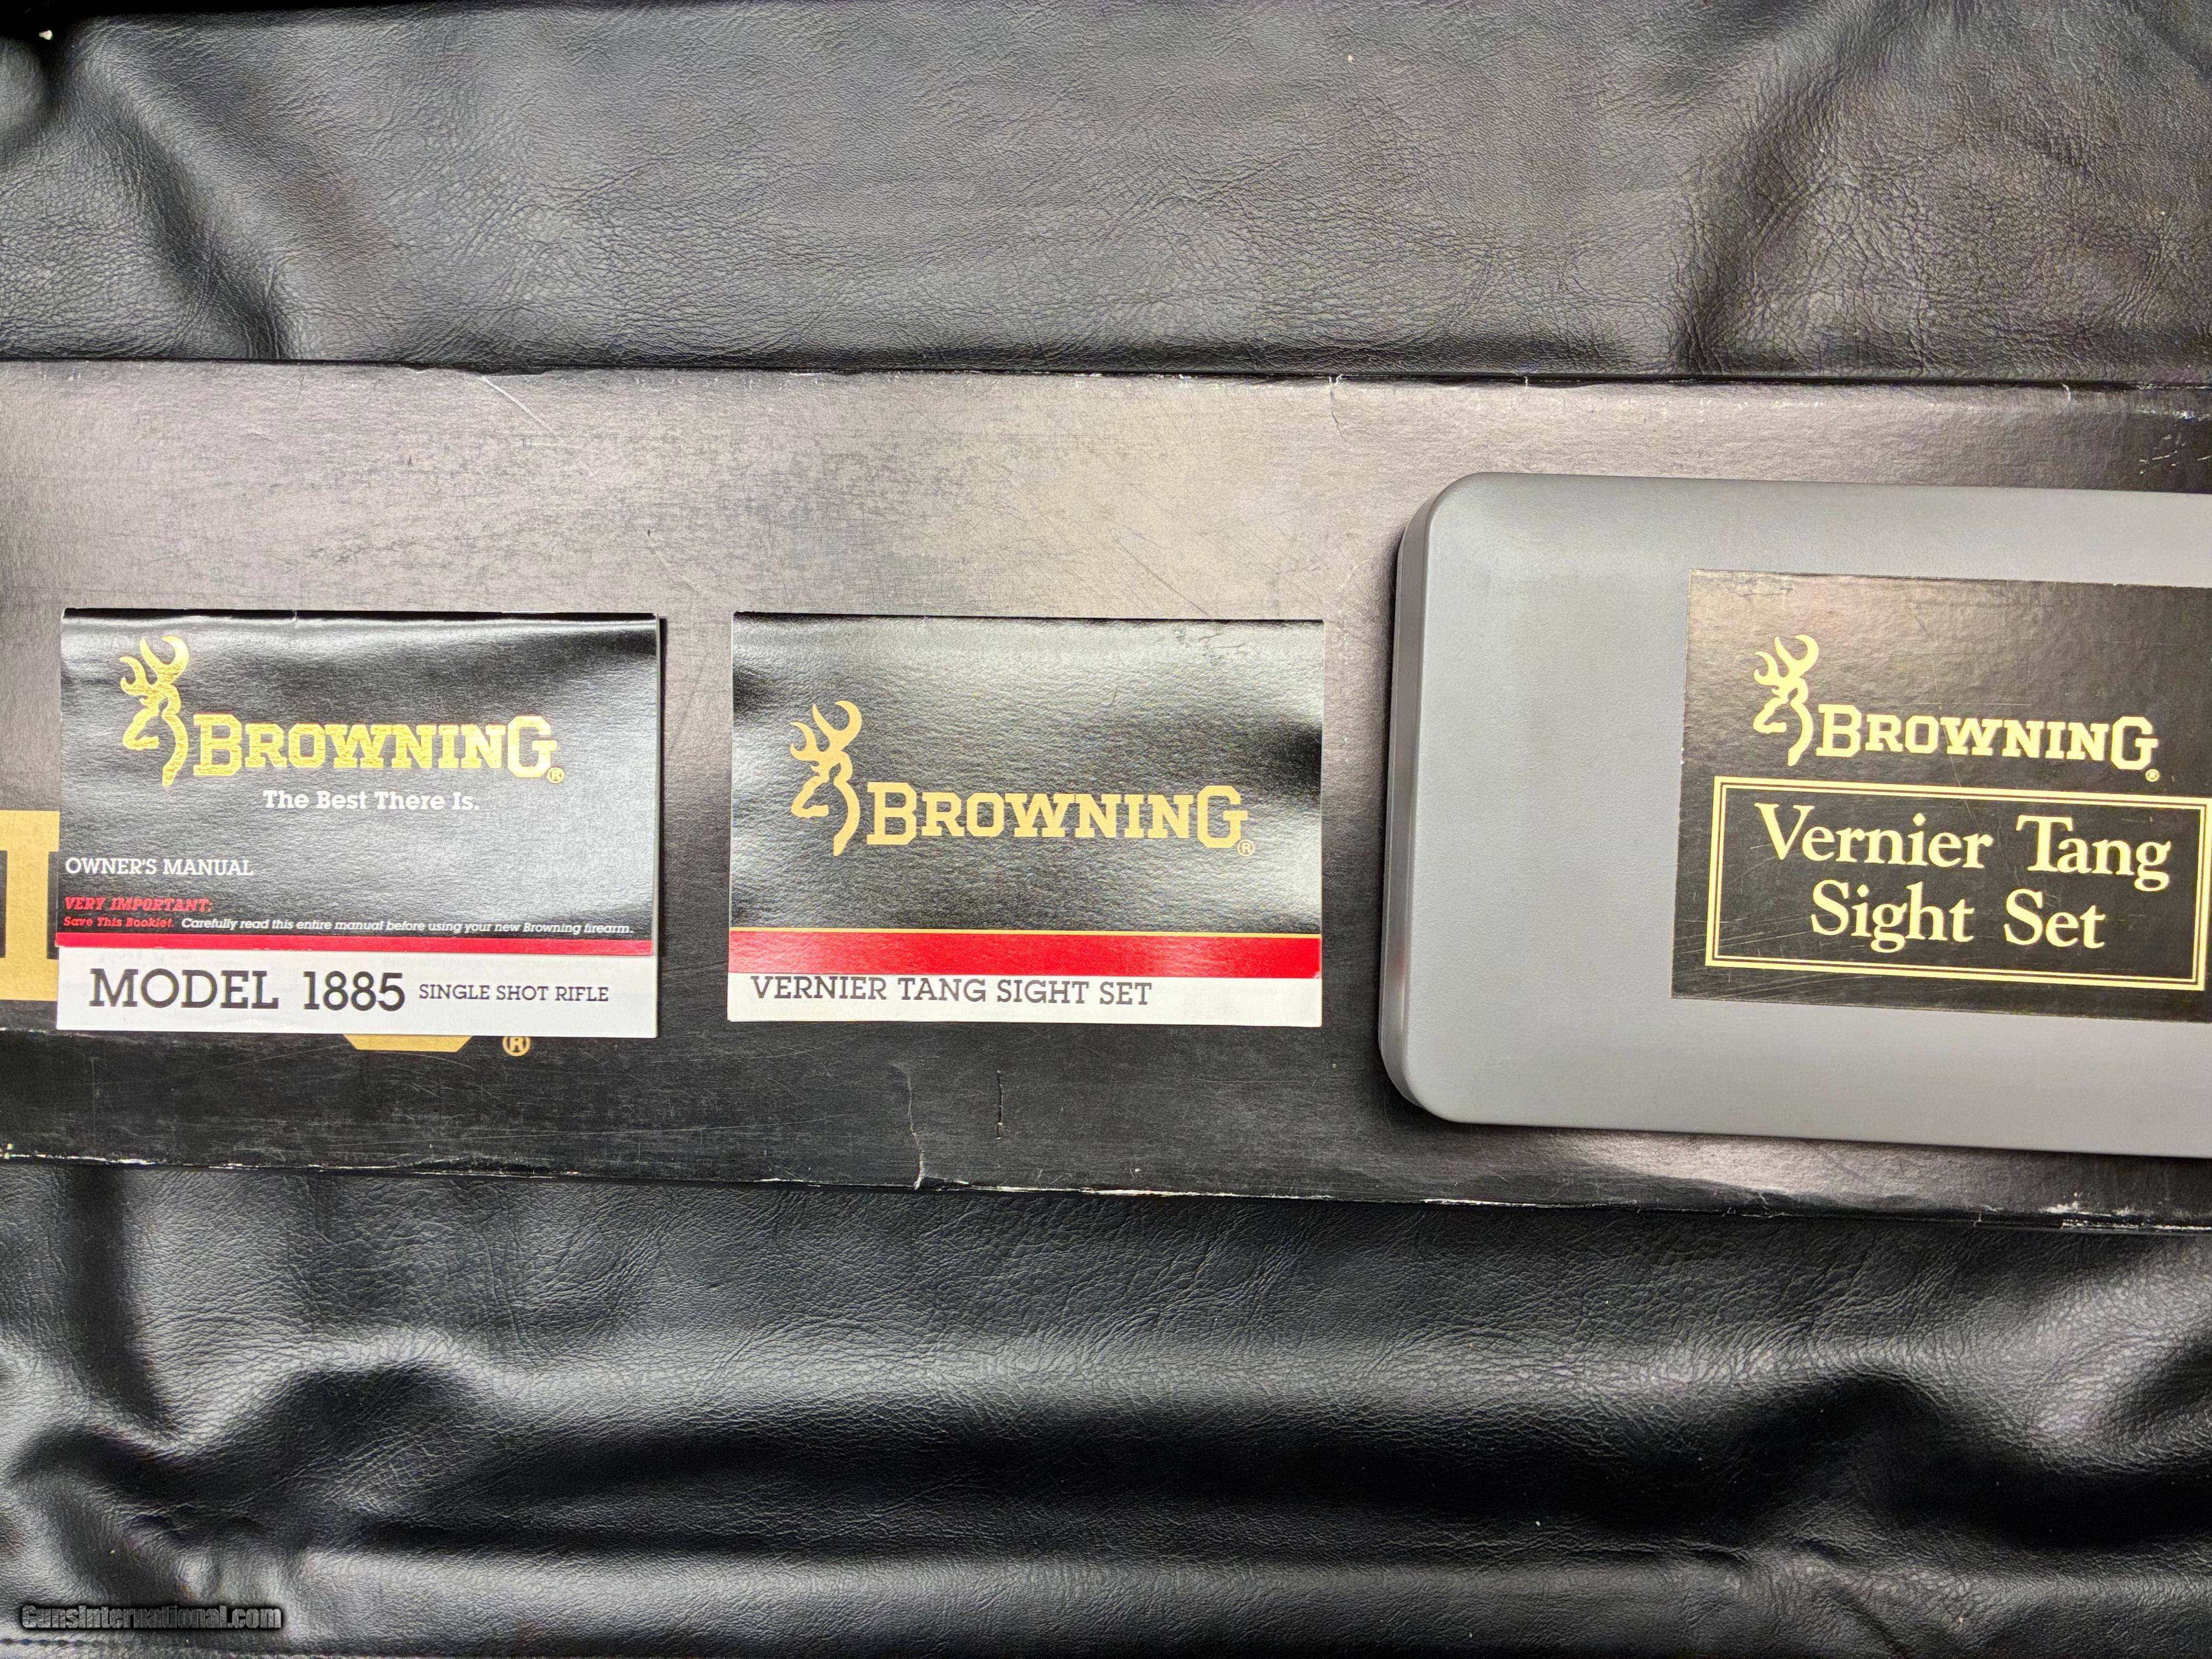 BROWNING®
The Best There Is.
OWNER'S MANUAL
VERY IMPORTANT:
Save This Booklet. Carefully read this entire manual before using your new Browning firearm.
MODEL 1885 SINGLE SHOT RIFLE
®
BROWNING®
VERNIER TANG SIGHT SET
BROWNING®
Vernier Tang
Sight Set
GunsInternational.com